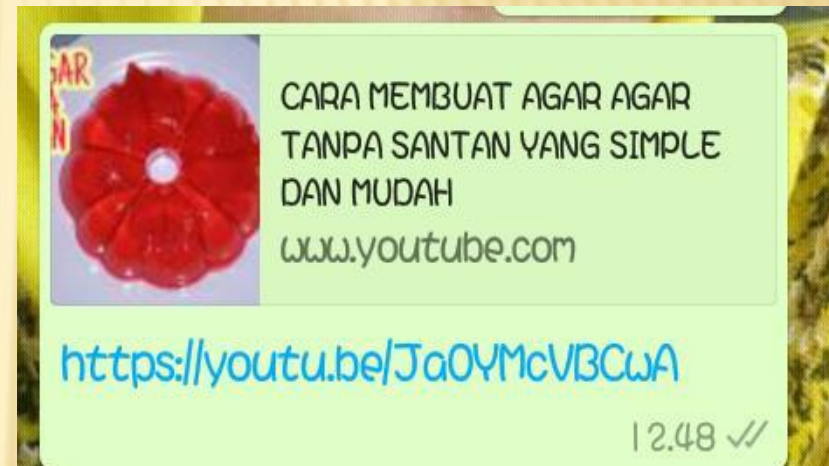 GAR
N
CARA MEMBUAT AGAR AGAR
TANPA SANTAN YANG SIMPLE
DAN MUDAH
www.youtube.com
https://youtu.be/Ja0YMcVBCwA
12.48